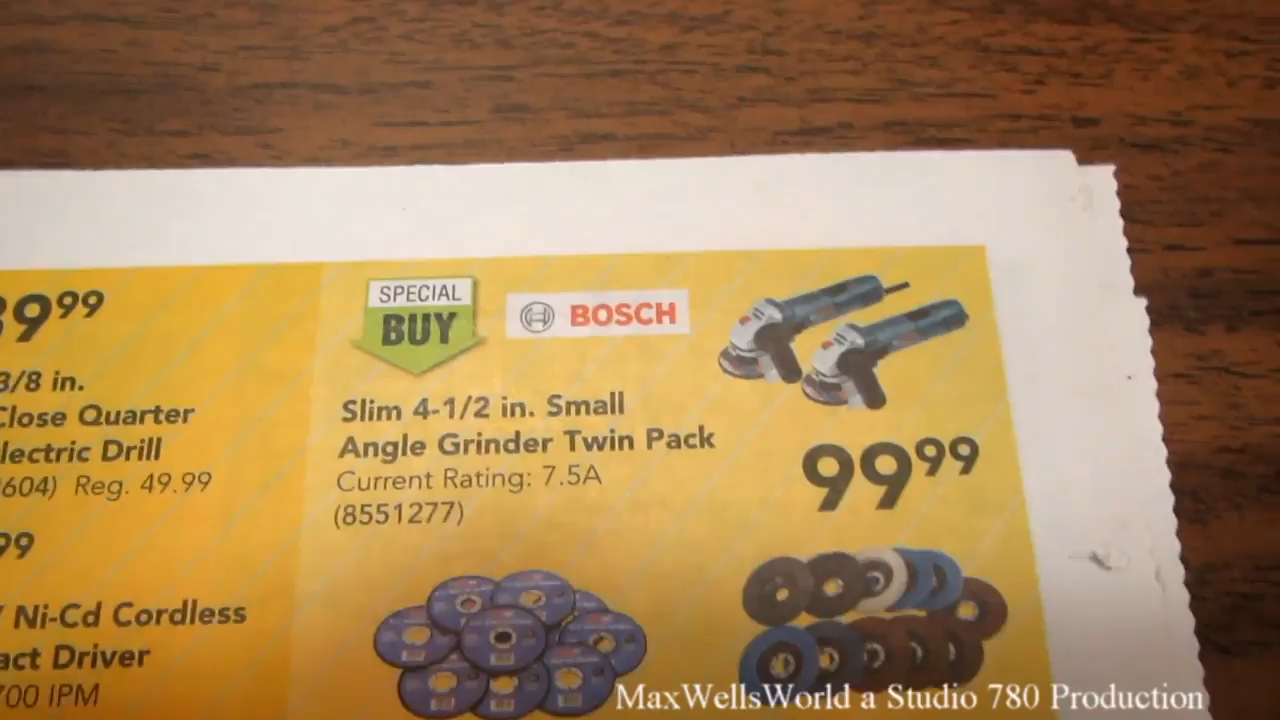 39⁹⁹
3/8 in.
Close Quarter
lectric Drill
604) Reg. 49.99
99
Ni-Cd Cordless
act Driver
700 IPM
SPECIAL
BUY
BOSCH
Slim 4-1/2 in. Small
Angle Grinder Twin Pack
Current Rating: 7.5A
(8551277)
99⁹⁹
MaxWellsWorld a Studio 780 Production